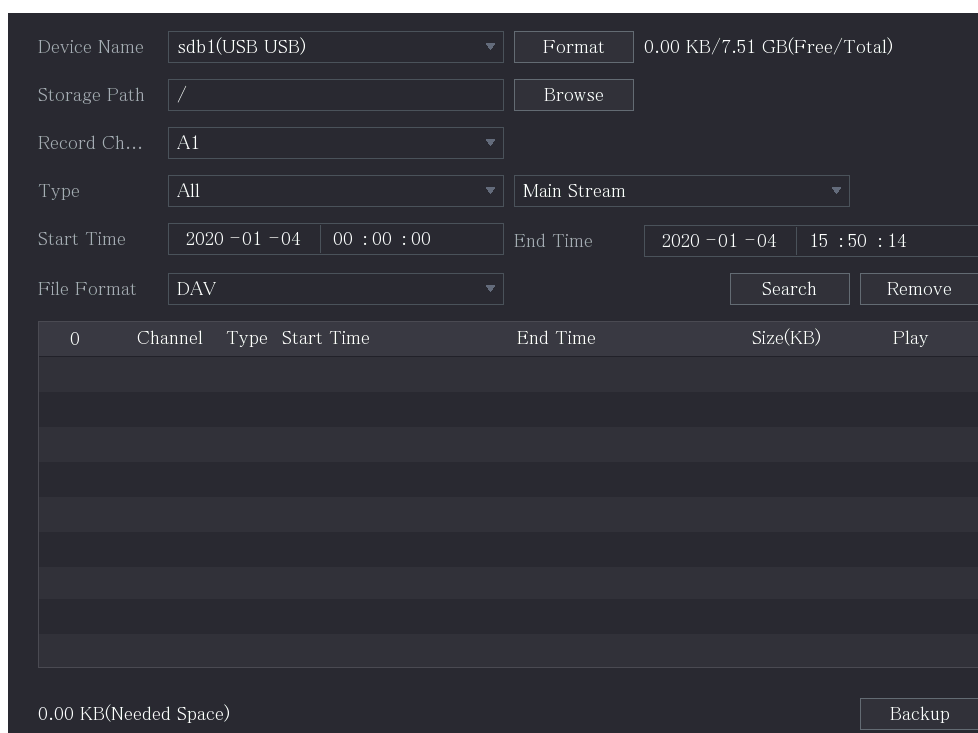 Device Name sdb1(USB USB) Format 0.00 KB/7.51 GB(Free/Total)
Storage Path / Browse
Record Ch... A1
Type All Main Stream
Start Time 2020 -01 -04 00 :00 :00 End Time 2020 -01 -04 15 :50 :14
File Format DAV Search Remove
0 Channel Type Start Time End Time Size(KB) Play
0.00 KB(Needed Space) Backup